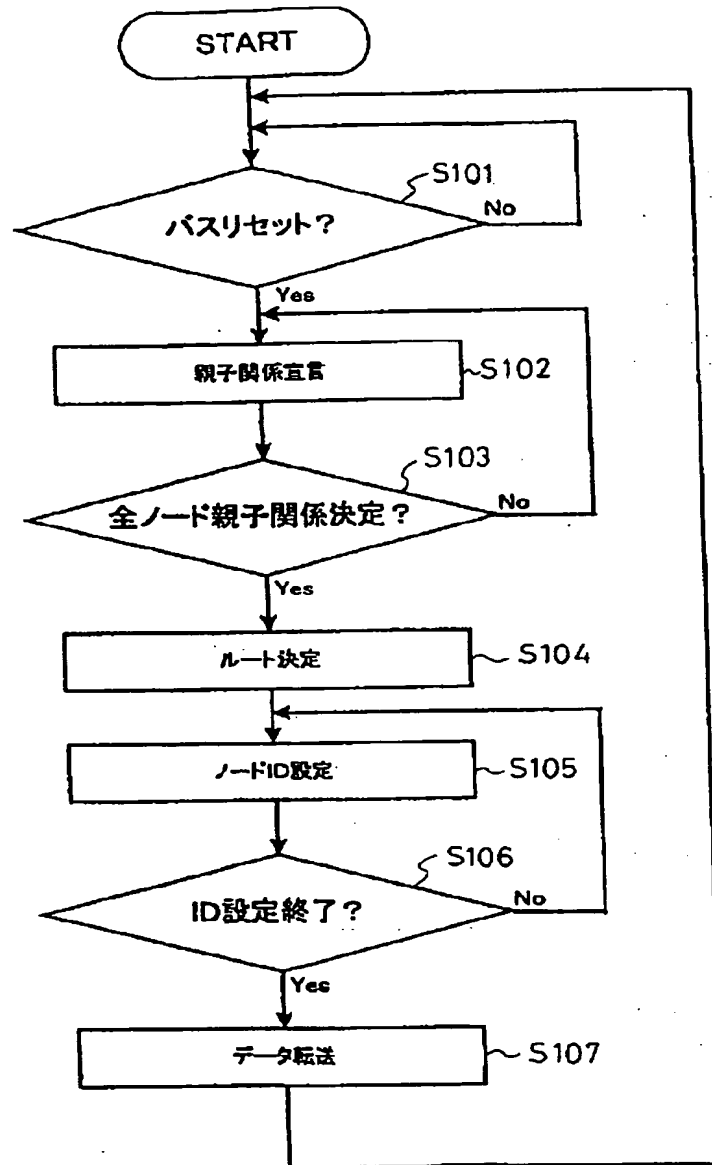 START
S101
バスリセット?
No
Yes
親子関係宣言
S102
S103
全ノード親子関係決定?
No
Yes
ルート決定
S104
ノードID設定
S105
S106
ID設定終了?
No
Yes
データ転送
S107